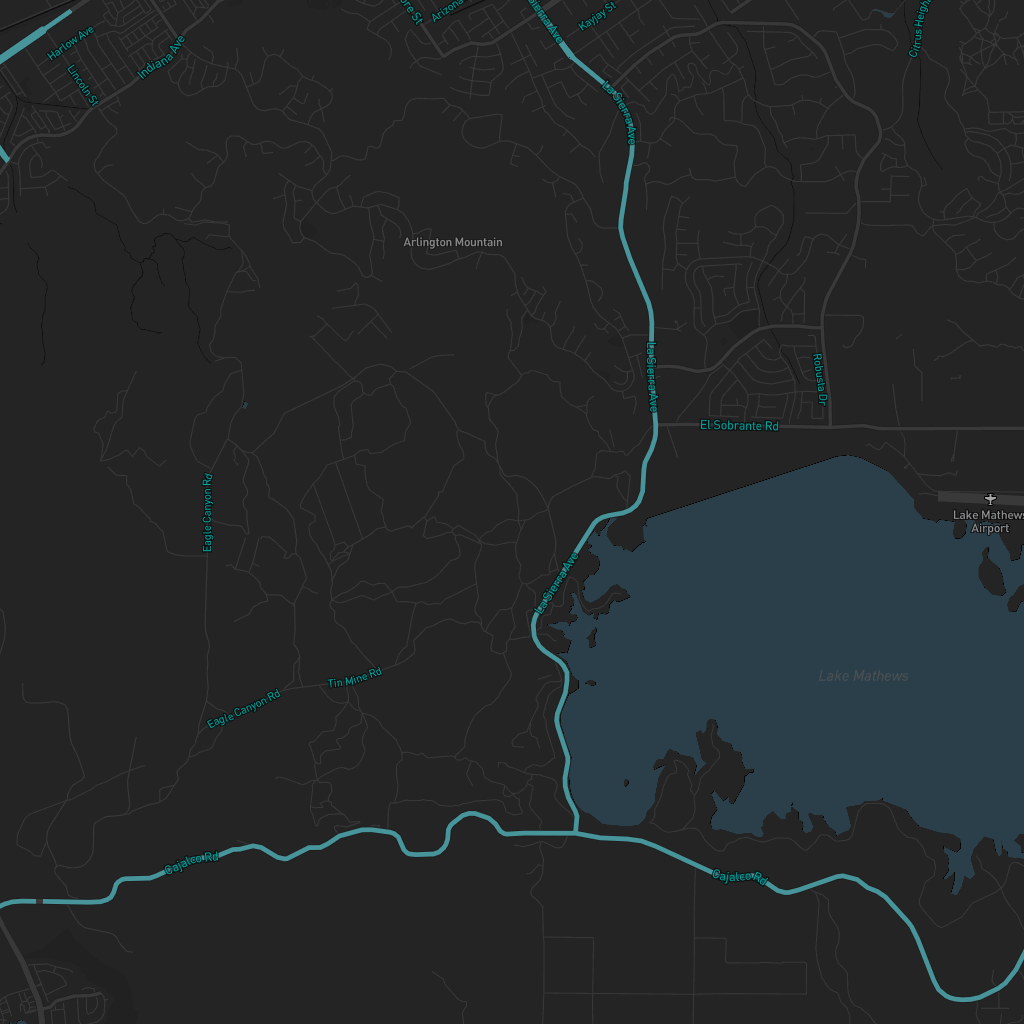 Arizona
Kayjay St
Citrus Heigh
Harlow Ave
Indiana Ave
Lincoln St
La Sierra Ave
Arlington Mountain
La Sierra Ave
Robusta Dr
El Sobrante Rd
Eagle Canyon Rd
Lake Mathews
Airport
La Sierra Ave
Lake Mathews
Tin Mine Rd
Eagle Canyon Rd
Cajalco Rd
Cajalco Rd